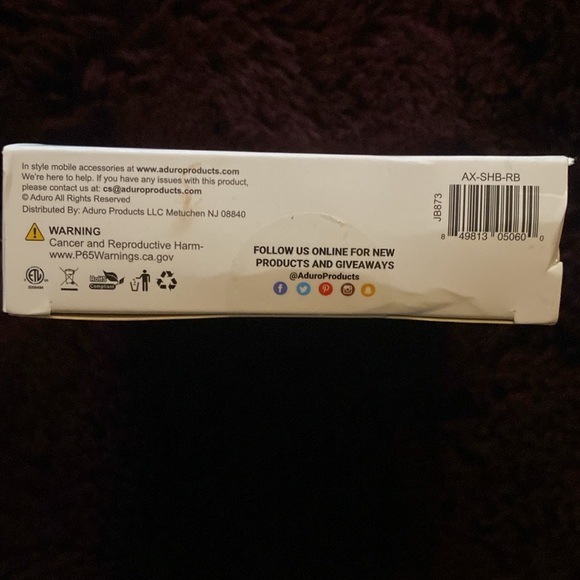 In style mobile accessories at www.aduroproducts.com
We're here to help. If you have any issues with this product,
please contact us at: cs@aduroproducts.com
© Aduro All Rights Reserved
Distributed By: Aduro Products LLC Metuchen NJ 08840
WARNING
Cancer and Reproductive Harm-
www.P65Warnings.ca.gov
ETL
RoHS
Compliant
FOLLOW US ONLINE FOR NEW
PRODUCTS AND GIVEAWAYS
@AduroProducts
JB873
AX-SHB-RB
8 49813 05060 0